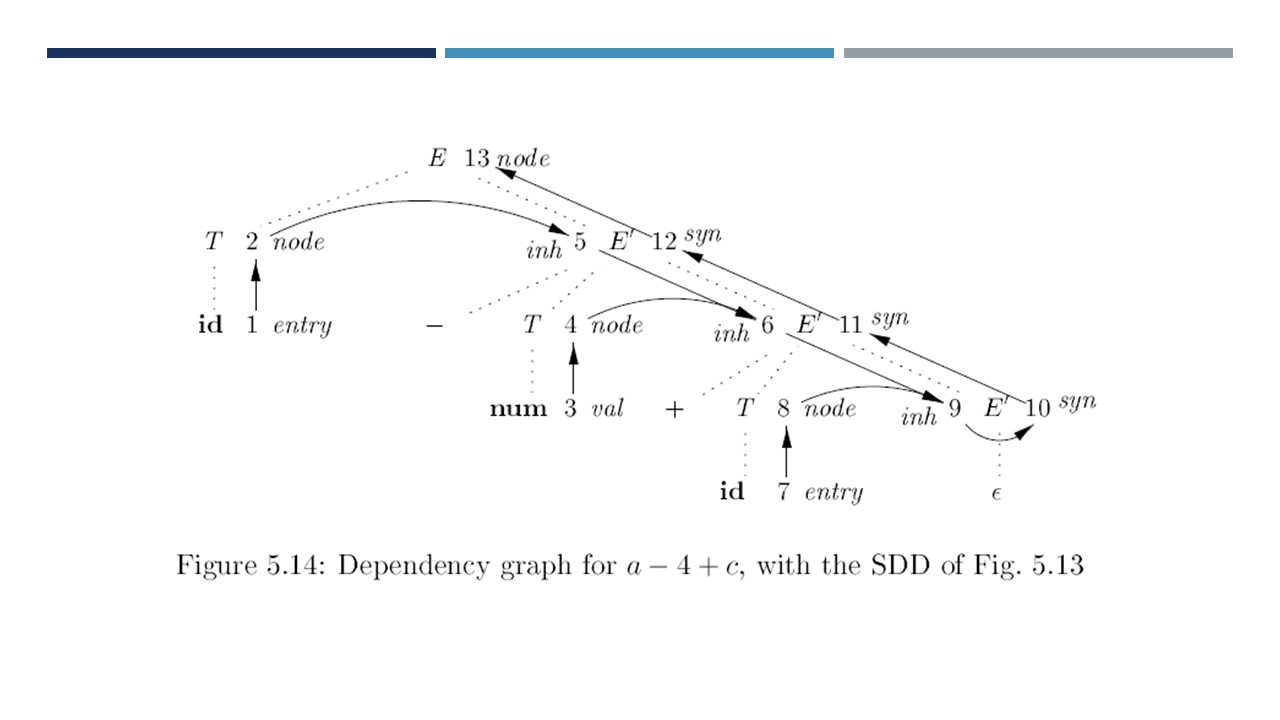 E 13 node
T 2 node inh 5 E′ 12 syn
id 1 entry − T 4 node inh 6 E′ 11 syn
num 3 val + T 8 node inh 9 E′ 10 syn
id 7 entry ϵ
Figure 5.14: Dependency graph for a − 4 + c, with the SDD of Fig. 5.13